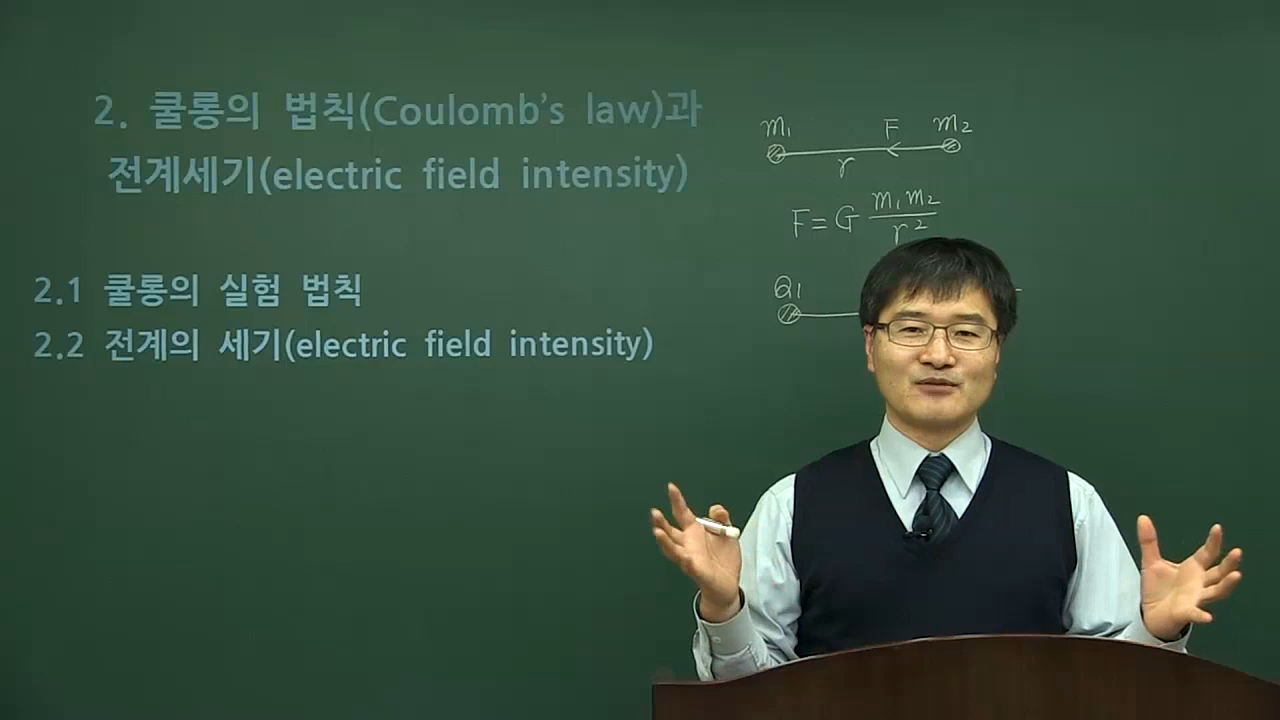 2. 쿨롱의 법칙(Coulomb's law)과
전계세기(electric field intensity)
2.1 쿨롱의 실험 법칙
2.2 전계의 세기(electric field intensity)
m₁ F m₂
r
F = G m₁ m₂ / r²
Q₁